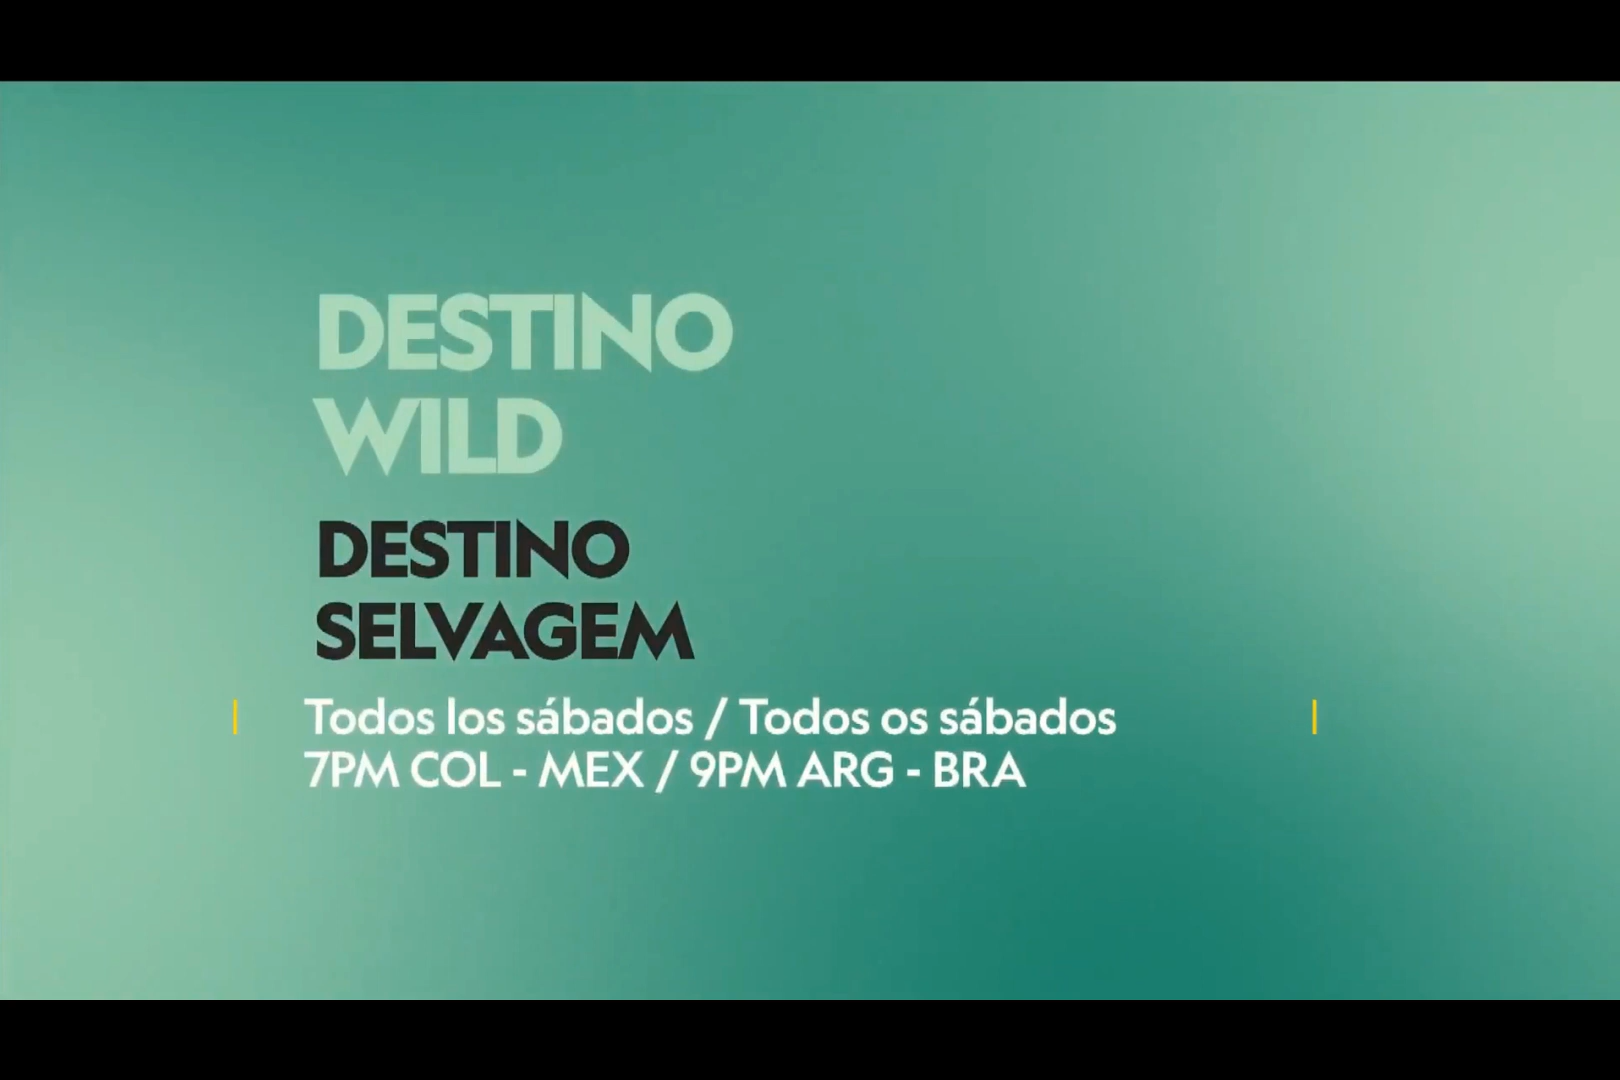 DESTINO
WILD
DESTINO
SELVAGEM
Todos los sábados / Todos os sábados
7PM COL - MEX / 9PM ARG - BRA